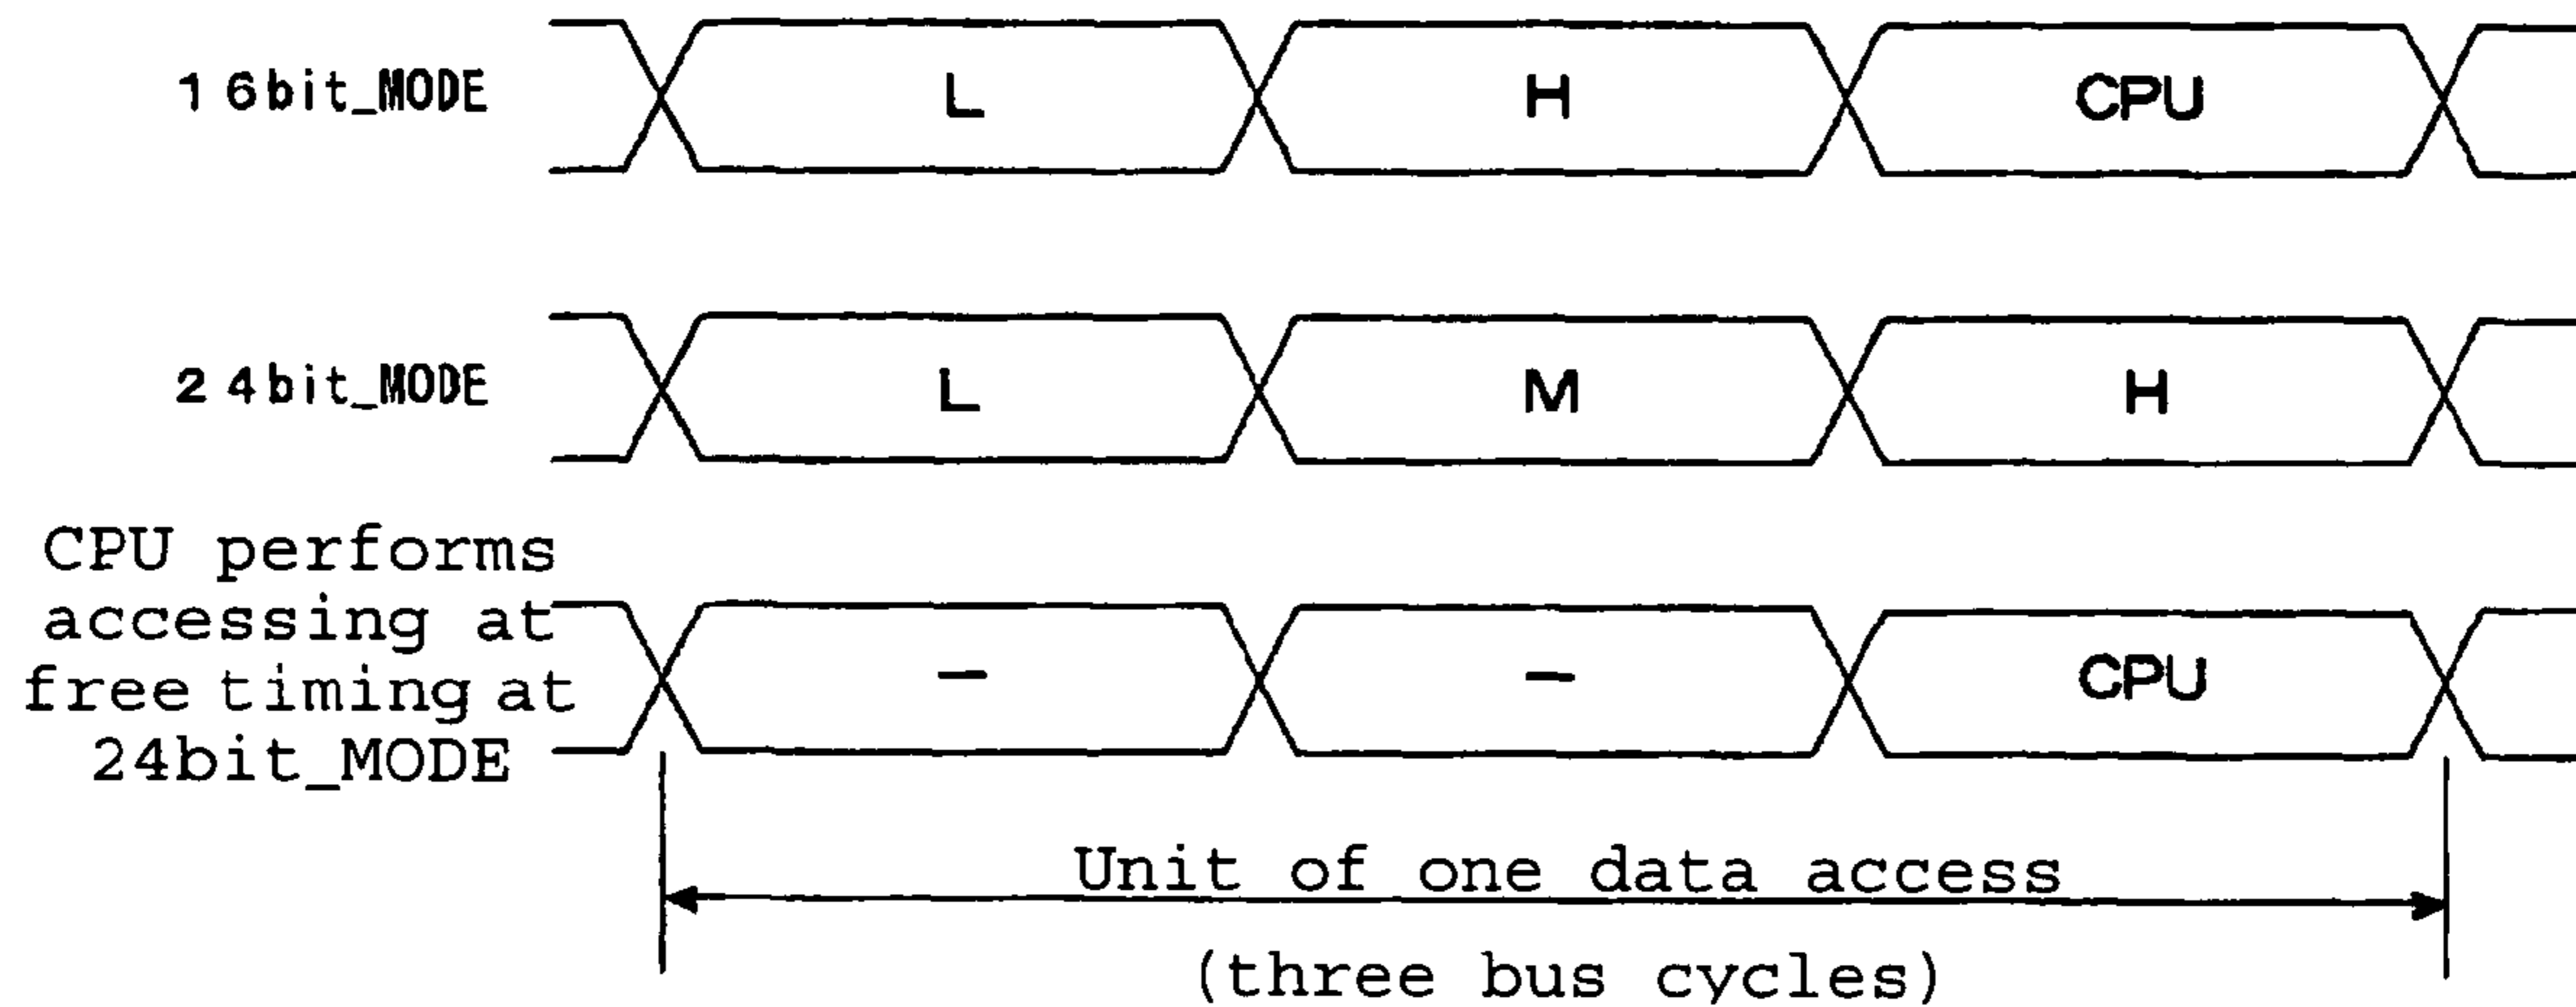 16bit_MODE L H CPU
24bit_MODE L M H
CPU performs
accessing at
free timing at
24bit_MODE
— — CPU
Unit of one data access
(three bus cycles)